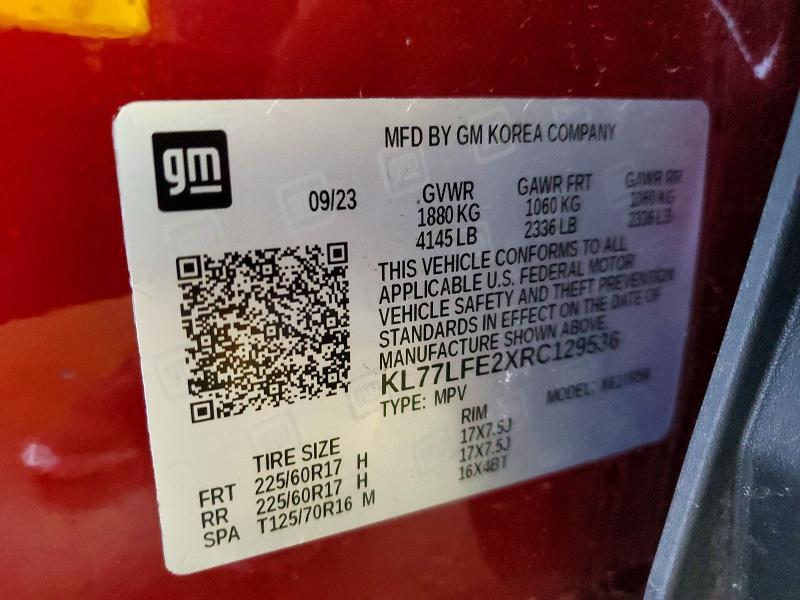 gm
MFD BY GM KOREA COMPANY
09/23
GVWR GAWR FRT GAWR RR
1880 KG 1060 KG 1060 KG
4145 LB 2336 LB 2336 LB
THIS VEHICLE CONFORMS TO ALL
APPLICABLE U.S. FEDERAL MOTOR
VEHICLE SAFETY AND THEFT PREVENTION
STANDARDS IN EFFECT ON THE DATE OF
MANUFACTURE SHOWN ABOVE.
KL77LFE2XRC129536
TYPE: MPV MODEL:
TIRE SIZE RIM
FRT 225/60R17 H 17X7.5J
RR 225/60R17 H 17X7.5J
SPA T125/70R16 M 16X4BT